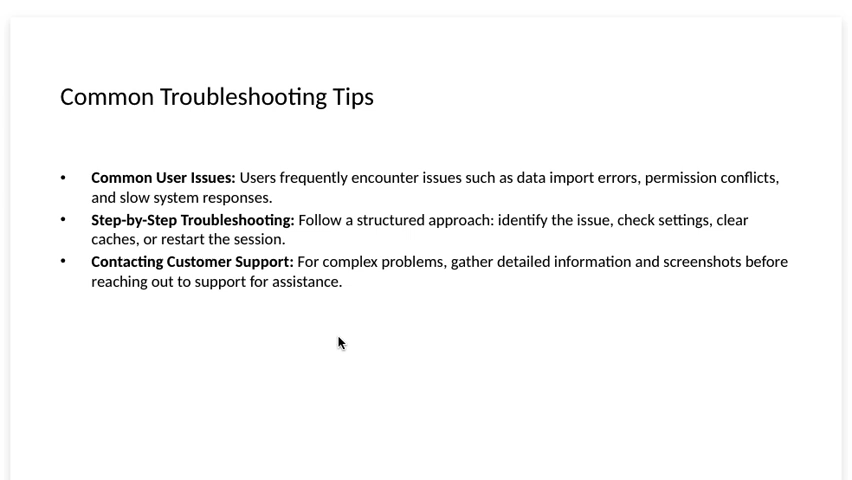 Common Troubleshooting Tips
• Common User Issues: Users frequently encounter issues such as data import errors, permission conflicts,
and slow system responses.
• Step-by-Step Troubleshooting: Follow a structured approach: identify the issue, check settings, clear
caches, or restart the session.
• Contacting Customer Support: For complex problems, gather detailed information and screenshots before
reaching out to support for assistance.